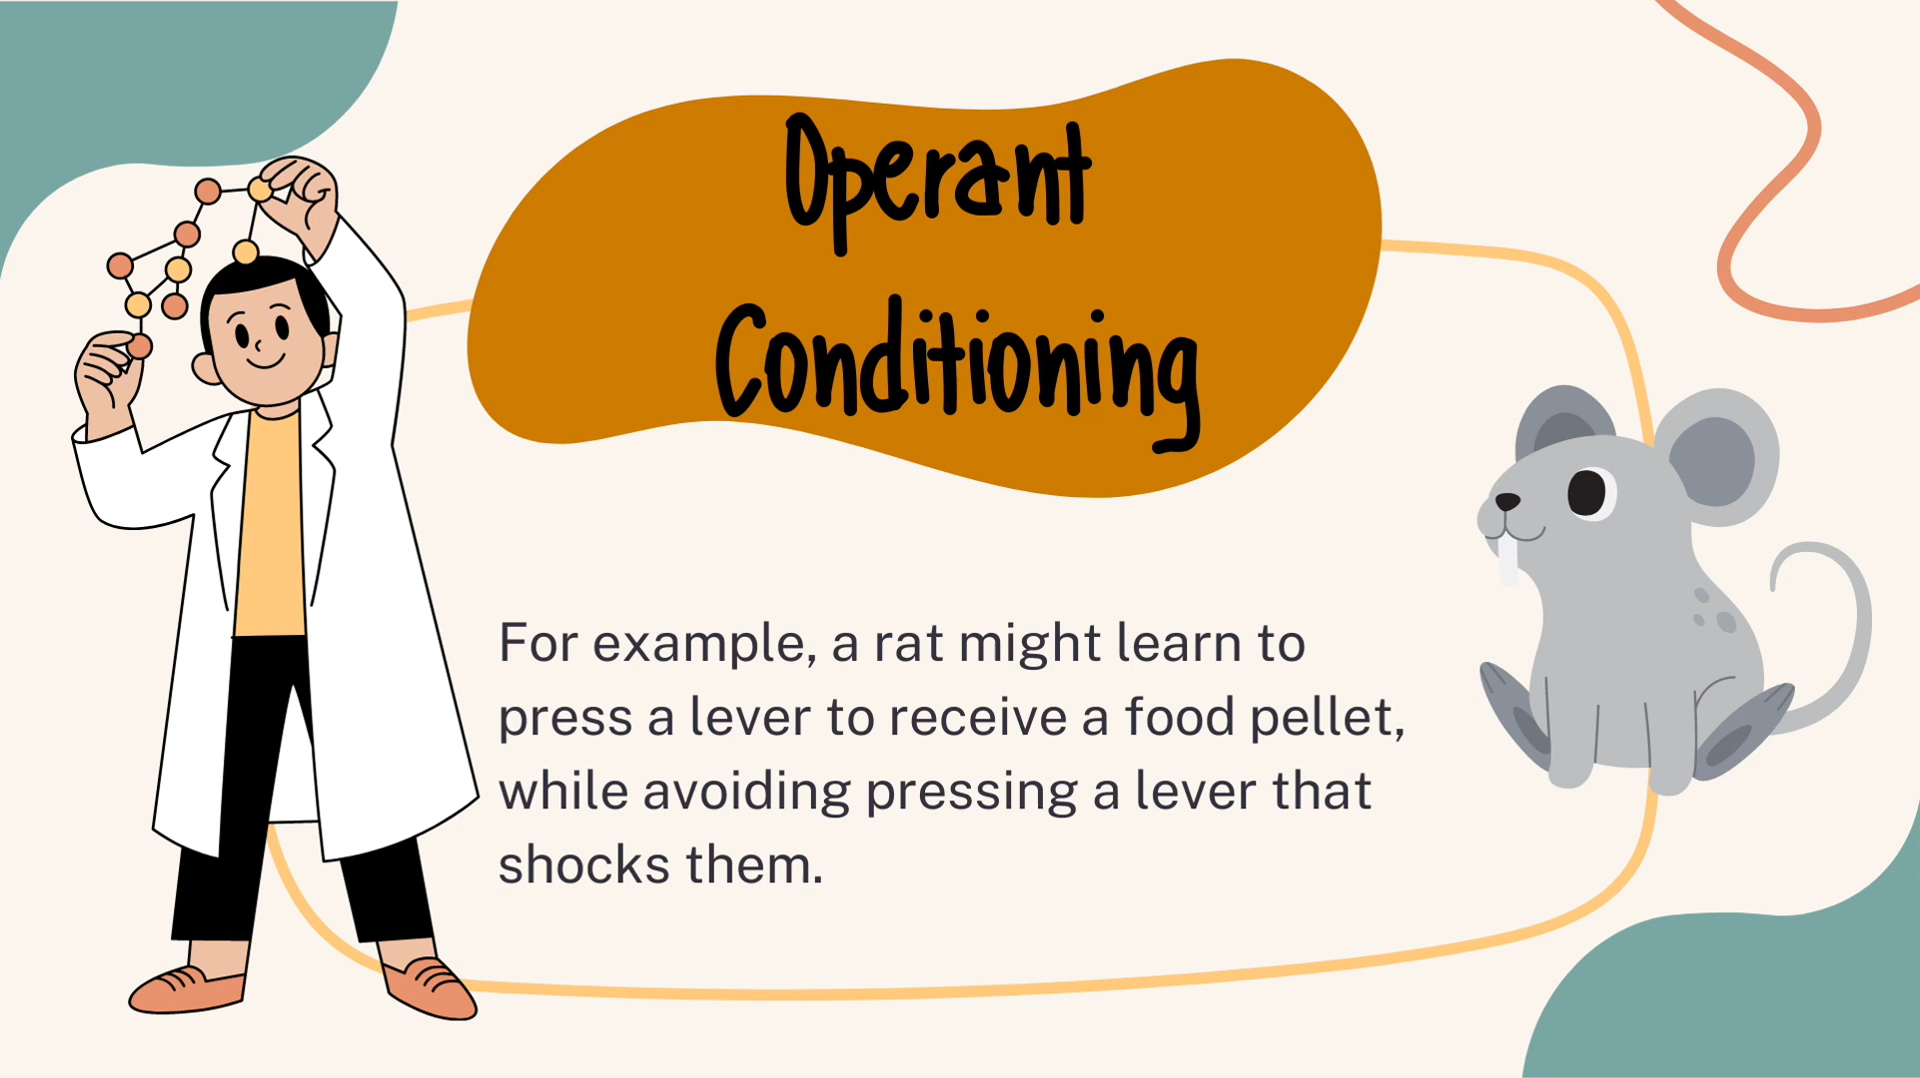 Operant
Conditioning
For example, a rat might learn to
press a lever to receive a food pellet,
while avoiding pressing a lever that
shocks them.